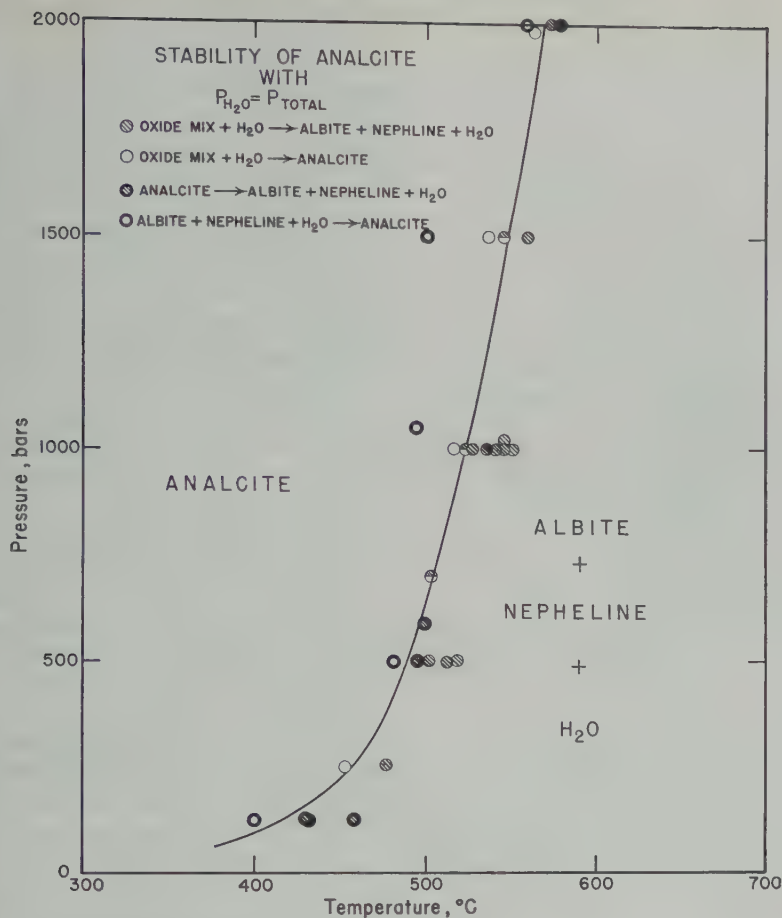 2000
STABILITY OF ANALCITE
WITH
PH₂O = PTOTAL
OXIDE MIX + H₂O → ALBITE + NEPHLINE + H₂O
OXIDE MIX + H₂O → ANALCITE
ANALCITE → ALBITE + NEPHELINE + H₂O
ALBITE + NEPHELINE + H₂O → ANALCITE
1500
1000
ANALCITE
Pressure, bars
ALBITE
+
NEPHELINE
+
H₂O
500
0
300 400 500 600 700
Temperature, °C